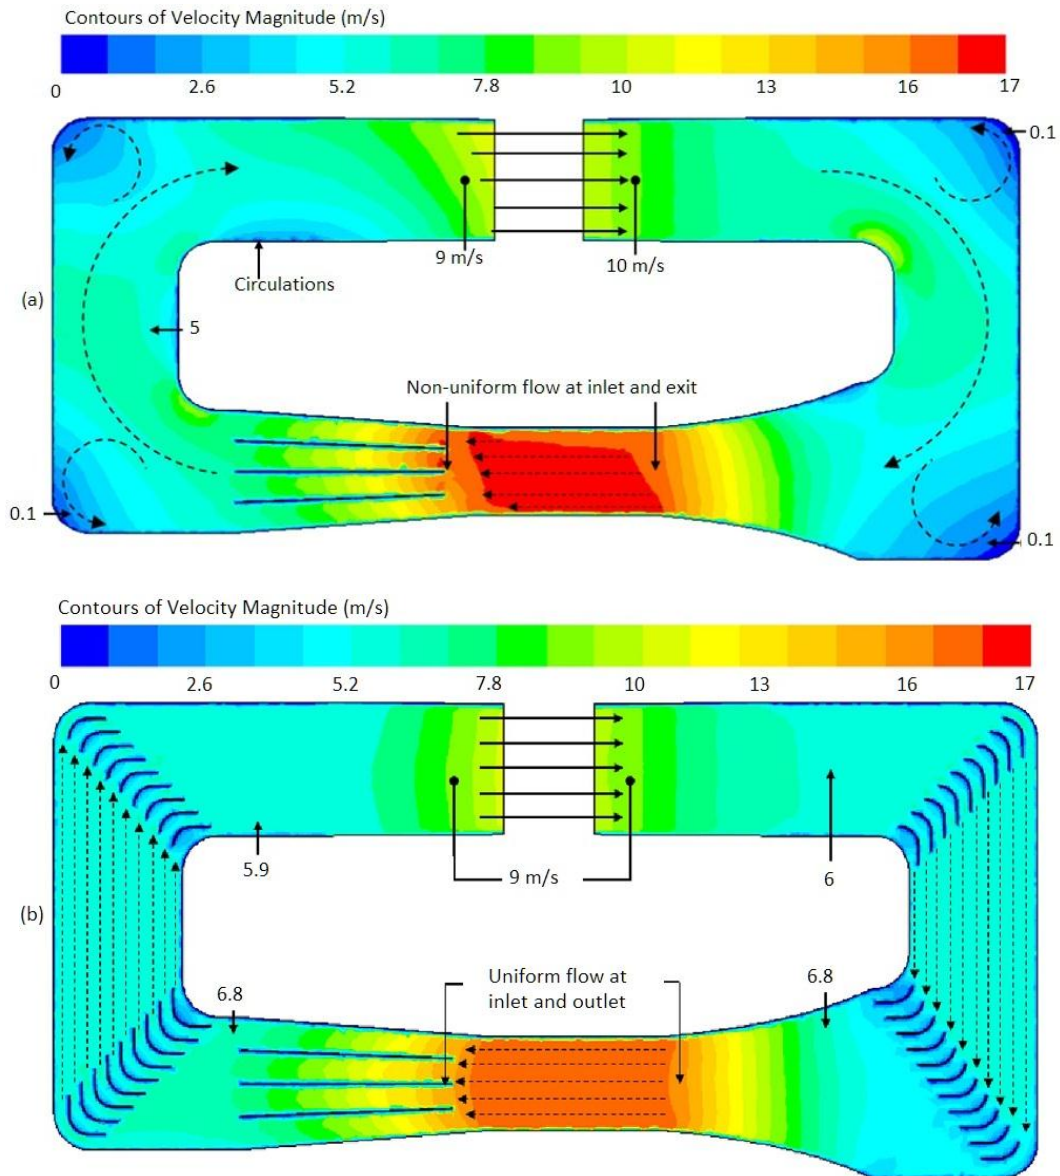 Contours of Velocity Magnitude (m/s)
0 2.6 5.2 7.8 10 13 16 17
0.1
9 m/s 10 m/s
Circulations
(a)
5
Non-uniform flow at inlet and exit
0.1
0.1
Contours of Velocity Magnitude (m/s)
0 2.6 5.2 7.8 10 13 16 17
5.9
9 m/s
6
(b)
6.8
Uniform flow at
inlet and outlet
6.8